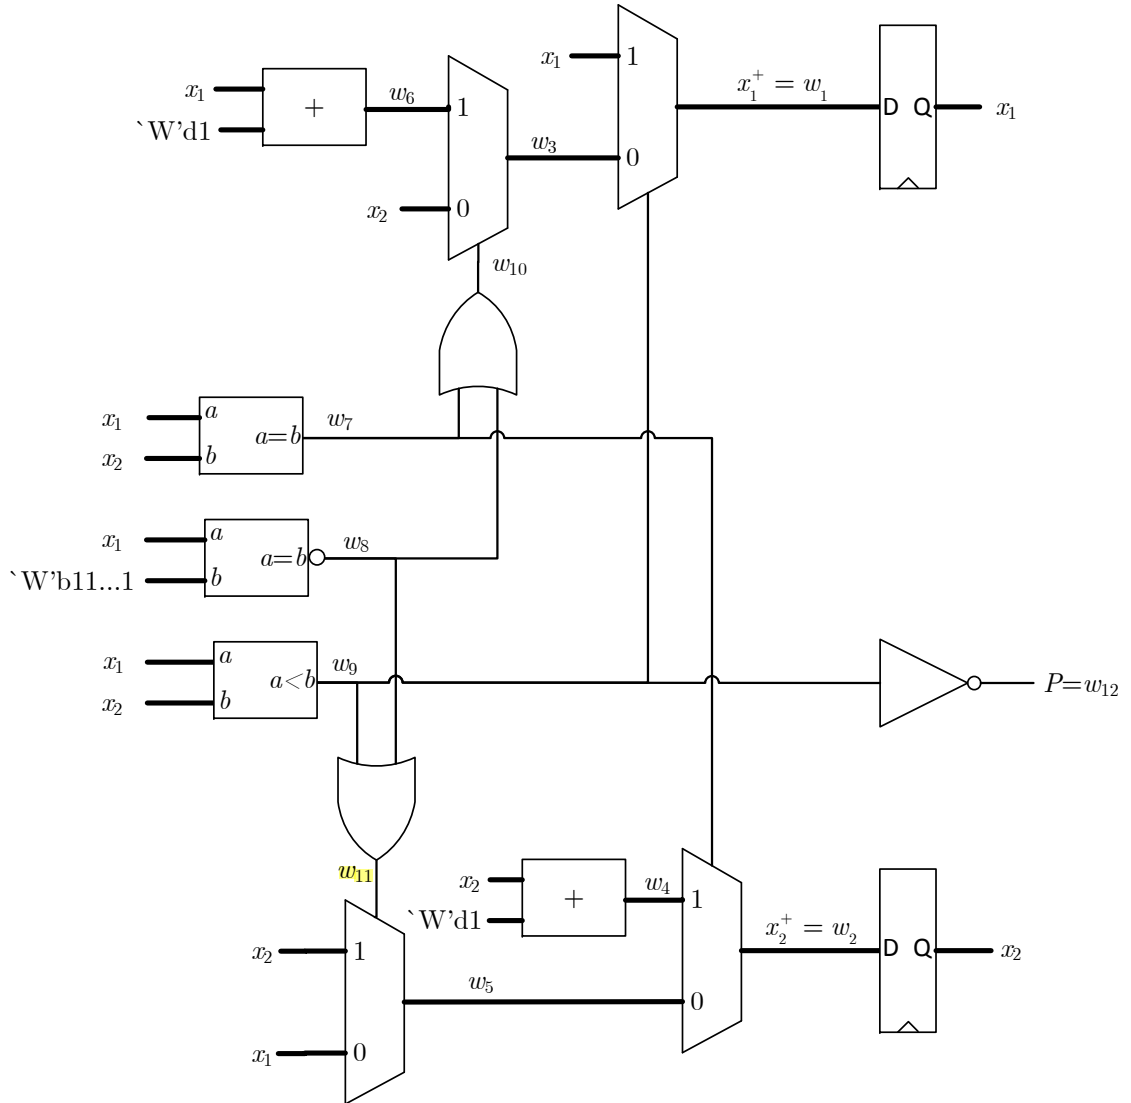 x₁ 1
x₁ + w₆ 1
`W'd1
x₁⁺ = w₁ D Q x₁
w₃ 0
x₂ 0
w₁₀
x₁ a w₇
x₂ b a=b
x₁ a w₈
`W'b11...1 b a=b
x₁ a w₉
x₂ b a<b
P=w₁₂
w₁₁
x₂ + w₄ 1
`W'd1
x₂⁺ = w₂ D Q x₂
x₂ 1
w₅ 0
x₁ 0